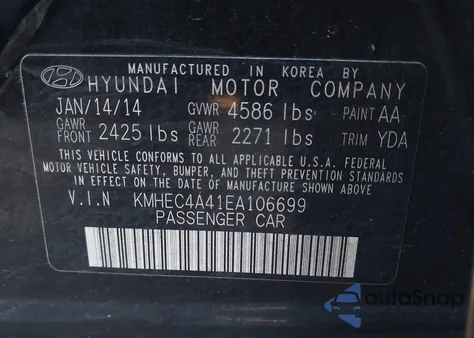 MANUFACTURED IN KOREA BY
HYUNDAI MOTOR COMPANY
JAN/14/14 GVWR 4586 lbs PAINT AA
GAWR FRONT 2425 lbs GAWR REAR 2271 lbs TRIM YDA
THIS VEHICLE CONFORMS TO ALL APPLICABLE U.S.A. FEDERAL
MOTOR VEHICLE SAFETY, BUMPER, AND THEFT PREVENTION STANDARDS
IN EFFECT ON THE DATE OF MANUFACTURE SHOWN ABOVE.
V.I.N KMHEC4A41EA106699
PASSENGER CAR
autoSnap